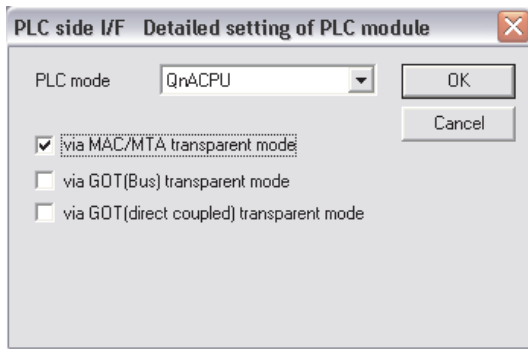 PLC side I/F Detailed setting of PLC module
PLC mode QnACPU OK
Cancel
via MAC/MTA transparent mode
via GOT(Bus) transparent mode
via GOT(direct coupled) transparent mode